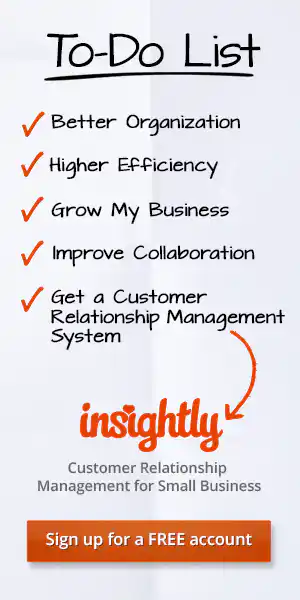 To-Do List
Better Organization
Higher Efficiency
Grow My Business
Improve Collaboration
Get a Customer
Relationship Management
System
insightly
Customer Relationship
Management for Small Business
Sign up for a FREE account